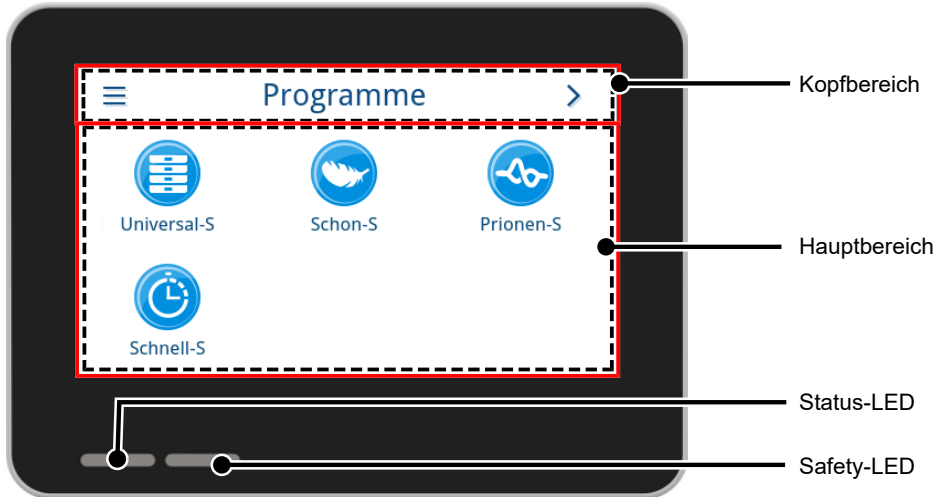 Programme
Kopfbereich
Universal-S
Schon-S
Prionen-S
Hauptbereich
Schnell-S
Status-LED
Safety-LED